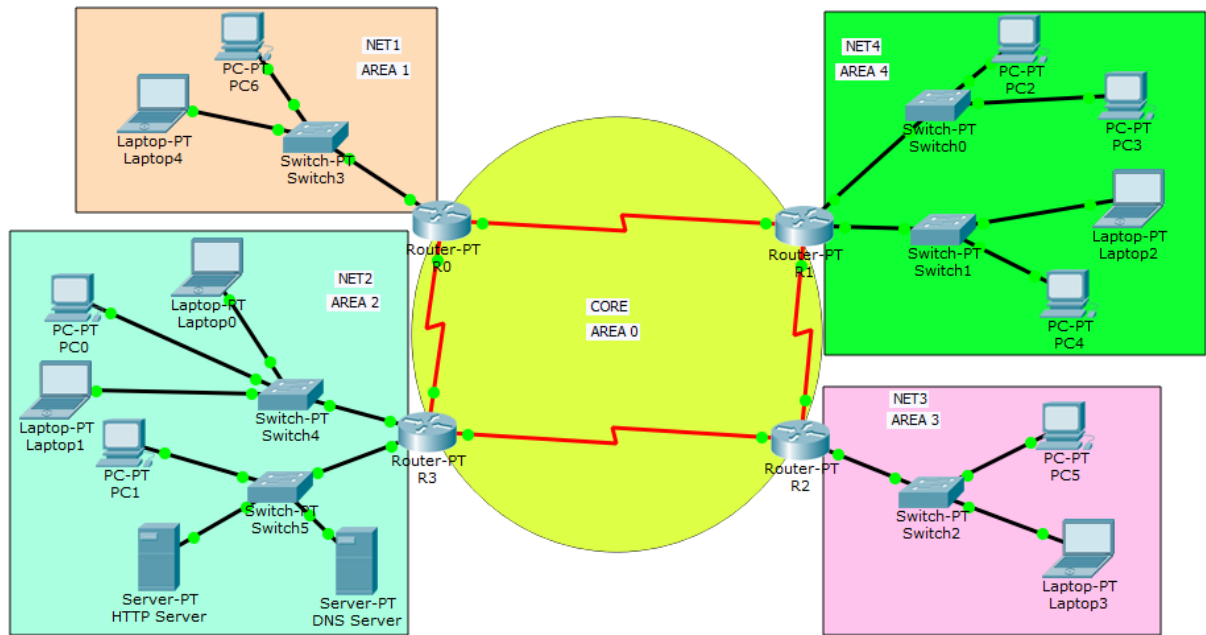 NET1
AREA 1
PC-PT
PC6
Laptop-PT
Laptop4
Switch-PT
Switch3
NET4
AREA 4
PC-PT
PC2
Switch-PT
Switch0
PC-PT
PC3
Laptop-PT
Laptop2
Switch-PT
Switch1
PC-PT
PC4
Router-PT
R0
Router-PT
R1
CORE
AREA 0
NET2
AREA 2
Laptop-PT
Laptop0
PC-PT
PC0
Laptop-PT
Laptop1
Switch-PT
Switch4
PC-PT
PC1
Switch-PT
Switch5
Server-PT
HTTP Server
Server-PT
DNS Server
Router-PT
R3
Router-PT
R2
NET3
AREA 3
PC-PT
PC5
Switch-PT
Switch2
Laptop-PT
Laptop3